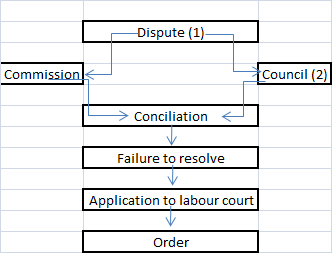 Dispute (1)
Commission
Council (2)
Conciliation
Failure to resolve
Application to labour court
Order